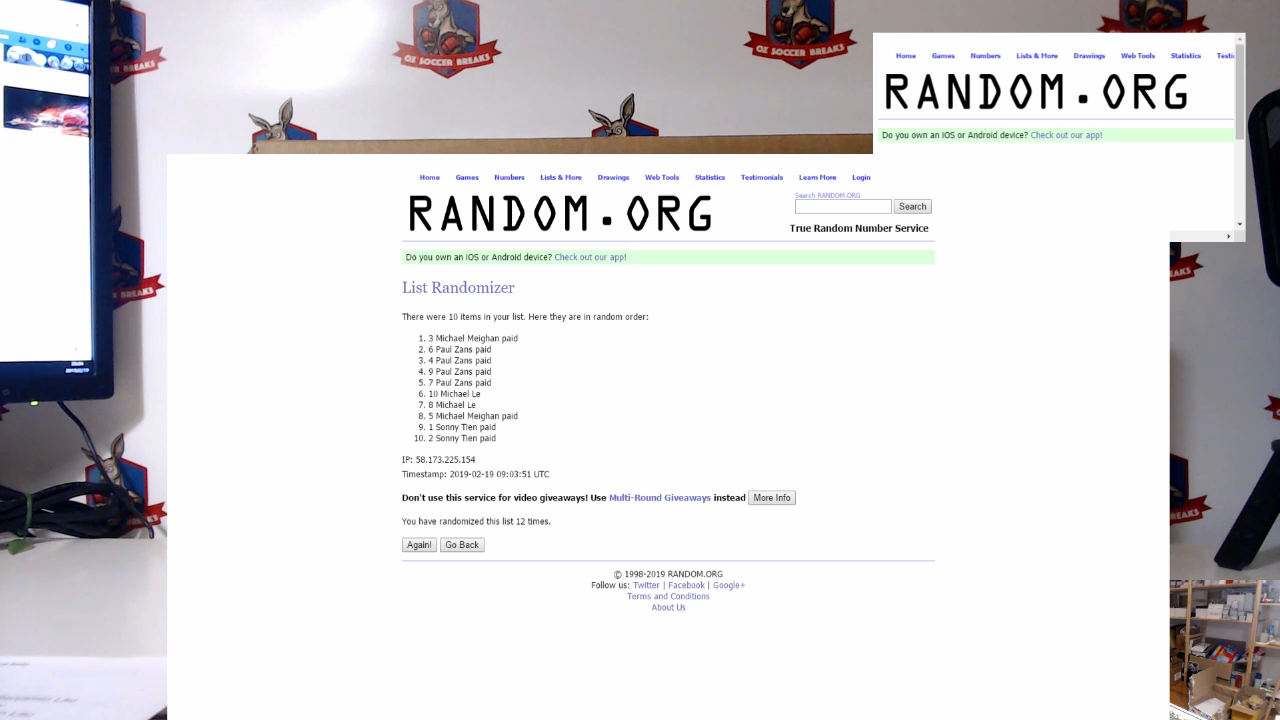 OZ SOCCER BREAKS
OZ SOCCER BREAKS
BREAKS
Home Games Numbers Lists & More Drawings Web Tools Statistics
RANDOM.ORG
Do you own an iOS or Android device? Check out our app!
Home Games Numbers Lists & More Drawings Web Tools Statistics Testimonials Learn More Login
Search RANDOM.ORG
RANDOM.ORG
Search
True Random Number Service
Do you own an iOS or Android device? Check out our app!
List Randomizer
There were 10 items in your list. Here they are in random order:
1. 3 Michael Meighan paid
2. 6 Paul Zans paid
3. 4 Paul Zans paid
4. 9 Paul Zans paid
5. 7 Paul Zans paid
6. 10 Michael Le
7. 8 Michael Le
8. 5 Michael Meighan paid
9. 1 Sonny Tien paid
10. 2 Sonny Tien paid
IP: 58.173.225.154
Timestamp: 2019-02-19 09:03:51 UTC
Don't use this service for video giveaways! Use Multi-Round Giveaways instead More Info
You have randomized this list 12 times.
Again! Go Back
© 1998-2019 RANDOM.ORG
Follow us: Twitter | Facebook | Google+
Terms and Conditions
About Us